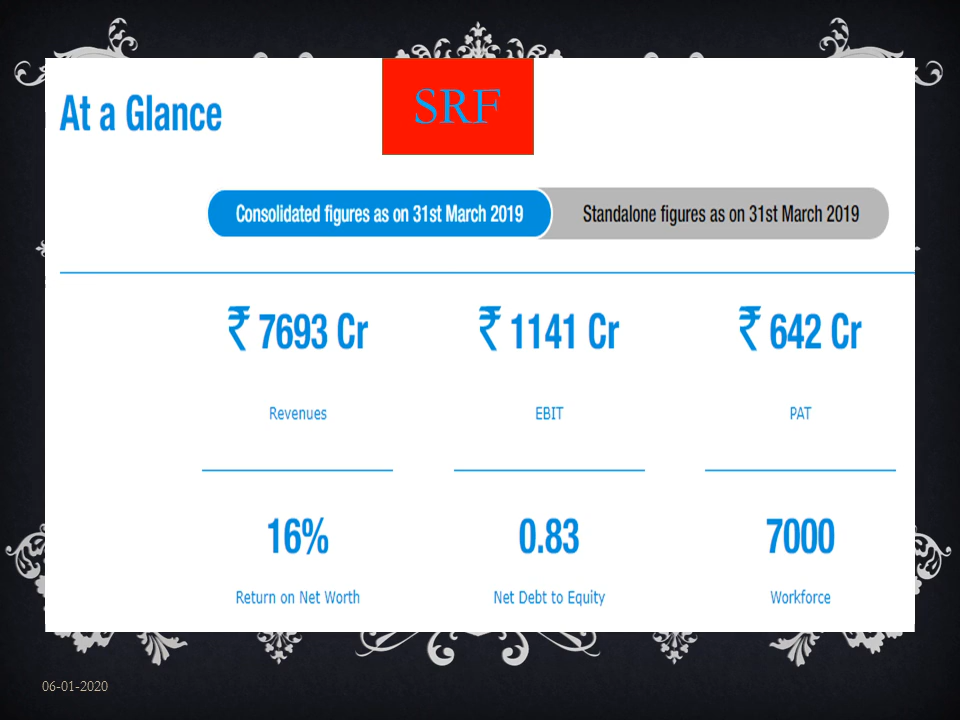 At a Glance
SRF
Consolidated figures as on 31st March 2019
Standalone figures as on 31st March 2019
₹ 7693 Cr
₹ 1141 Cr
₹ 642 Cr
Revenues
EBIT
PAT
16%
0.83
7000
Return on Net Worth
Net Debt to Equity
Workforce
06-01-2020